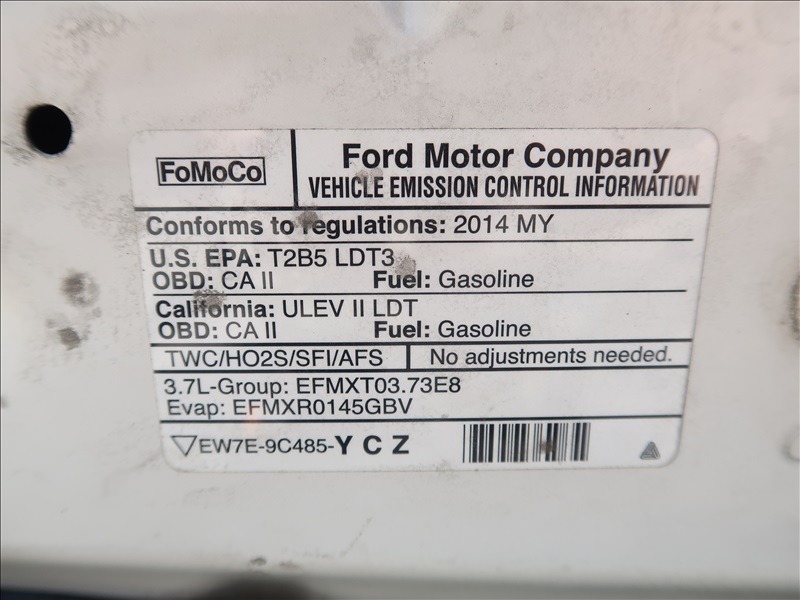 FoMoCo
Ford Motor Company
VEHICLE EMISSION CONTROL INFORMATION
Conforms to regulations: 2014 MY
U.S. EPA: T2B5 LDT3
OBD: CA II Fuel: Gasoline
California: ULEV II LDT
OBD: CA II Fuel: Gasoline
TWC/HO2S/SFI/AFS No adjustments needed.
3.7L-Group: EFMXT03.73E8
Evap: EFMXR0145GBV
EW7E-9C485-Y C Z